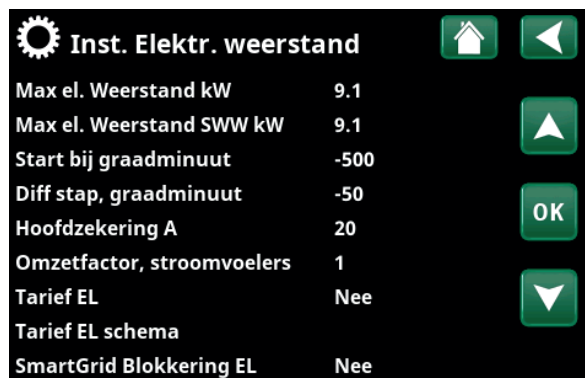 Inst. Elektr. weerstand
Max el. Weerstand kW 9.1
Max el. Weerstand SWW kW 9.1
Start bij graadminuut -500
Diff stap, graadminuut -50
OK
Hoofdzekering A 20
Omzetfactor, stroomvoelers 1
Tarief EL Nee
Tarief EL schema
SmartGrid Blokkering EL Nee